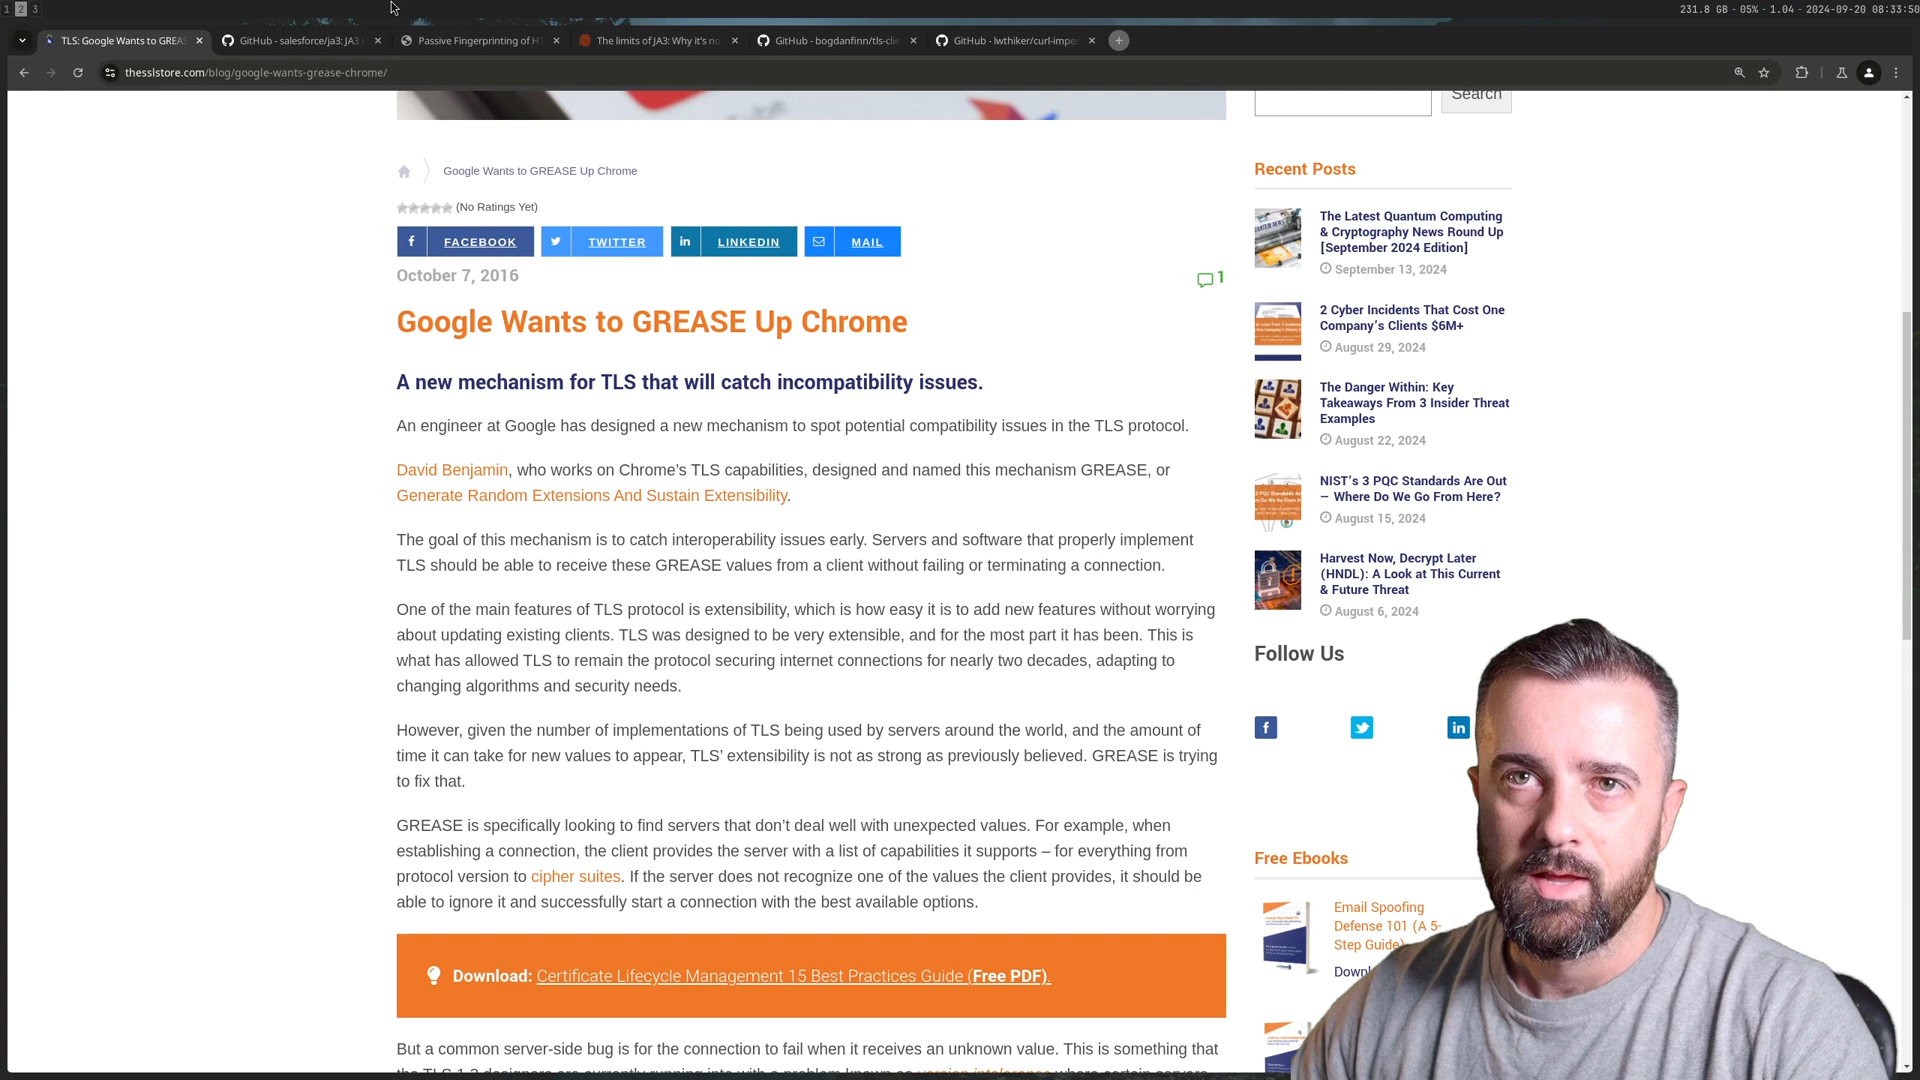 1 2 3
231.8 GB - 05% - 1.04 - 2024-09-20 08:33:50
TLS: Google Wants to GREAS
GitHub - salesforce/ja3: JA3
Passive Fingerprinting of HT
The limits of JA3: Why it's no
GitHub - bogdanfinn/tls-clie
GitHub - lwthiker/curl-impe
thesslstore.com/blog/google-wants-grease-chrome/
Search
Google Wants to GREASE Up Chrome
(No Ratings Yet)
FACEBOOK
TWITTER
LINKEDIN
MAIL
October 7, 2016
1
Google Wants to GREASE Up Chrome
A new mechanism for TLS that will catch incompatibility issues.
An engineer at Google has designed a new mechanism to spot potential compatibility issues in the TLS protocol.
David Benjamin, who works on Chrome’s TLS capabilities, designed and named this mechanism GREASE, or
Generate Random Extensions And Sustain Extensibility.
The goal of this mechanism is to catch interoperability issues early. Servers and software that properly implement
TLS should be able to receive these GREASE values from a client without failing or terminating a connection.
One of the main features of TLS protocol is extensibility, which is how easy it is to add new features without worrying
about updating existing clients. TLS was designed to be very extensible, and for the most part it has been. This is
what has allowed TLS to remain the protocol securing internet connections for nearly two decades, adapting to
changing algorithms and security needs.
However, given the number of implementations of TLS being used by servers around the world, and the amount of
time it can take for new values to appear, TLS’ extensibility is not as strong as previously believed. GREASE is trying
to fix that.
GREASE is specifically looking to find servers that don’t deal well with unexpected values. For example, when
establishing a connection, the client provides the server with a list of capabilities it supports – for everything from
protocol version to cipher suites. If the server does not recognize one of the values the client provides, it should be
able to ignore it and successfully start a connection with the best available options.
Download: Certificate Lifecycle Management 15 Best Practices Guide (Free PDF).
But a common server-side bug is for the connection to fail when it receives an unknown value. This is something that
Recent Posts
The Latest Quantum Computing
& Cryptography News Round Up
[September 2024 Edition]
September 13, 2024
2 Cyber Incidents That Cost One
Company’s Clients $6M+
August 29, 2024
The Danger Within: Key
Takeaways From 3 Insider Threat
Examples
August 22, 2024
NIST’s 3 PQC Standards Are Out
— Where Do We Go From Here?
August 15, 2024
Harvest Now, Decrypt Later
(HNDL): A Look at This Current
& Future Threat
August 6, 2024
Follow Us
Free Ebooks
Email Spoofing
Defense 101 (A 5-
Step Guide)